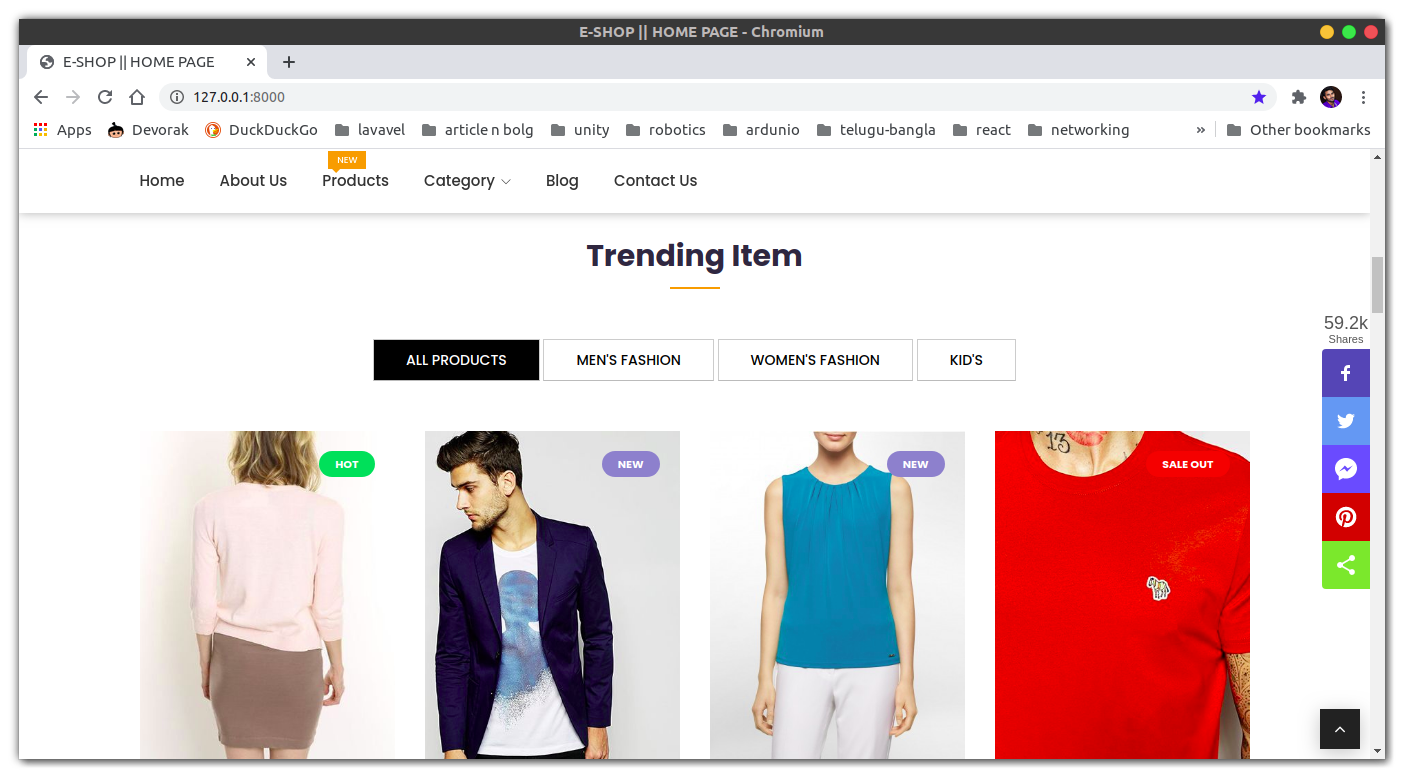 E-SHOP || HOME PAGE - Chromium
E-SHOP || HOME PAGE
127.0.0.1:8000
Apps Devorak DuckDuckGo lavavel article n bolg unity robotics ardunio telugu-bangla react networking » Other bookmarks
NEW
Home About Us Products Category Blog Contact Us
Trending Item
59.2k
Shares
ALL PRODUCTS MEN'S FASHION WOMEN'S FASHION KID'S
13
HOT NEW NEW SALE OUT